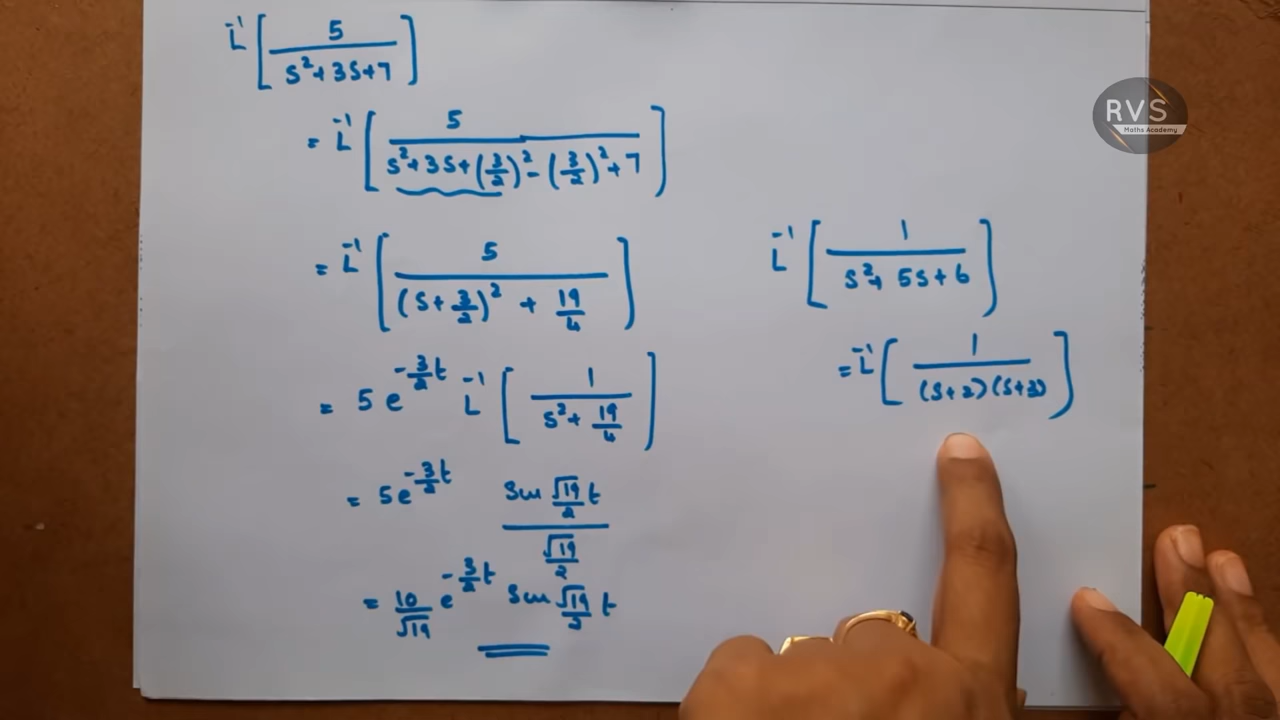 L⁻¹ [ 5 / (s² + 3s + 7) ]
= L⁻¹ [ 5 / (s² + 3s + (3/2)² - (3/2)² + 7) ]
= L⁻¹ [ 5 / ((s + 3/2)² + 19/4) ]
= 5 e^(-3/2 t) L⁻¹ [ 1 / (s² + 19/4) ]
= 5 e^(-3/2 t) (sin √19/2 t) / (√19/2)
= 10/√19 e^(-3/2 t) sin √19/2 t
L⁻¹ [ 1 / (s² + 5s + 6) ]
= L⁻¹ [ 1 / ((s + 2)(s + 3)) ]
RVS
Maths Academy